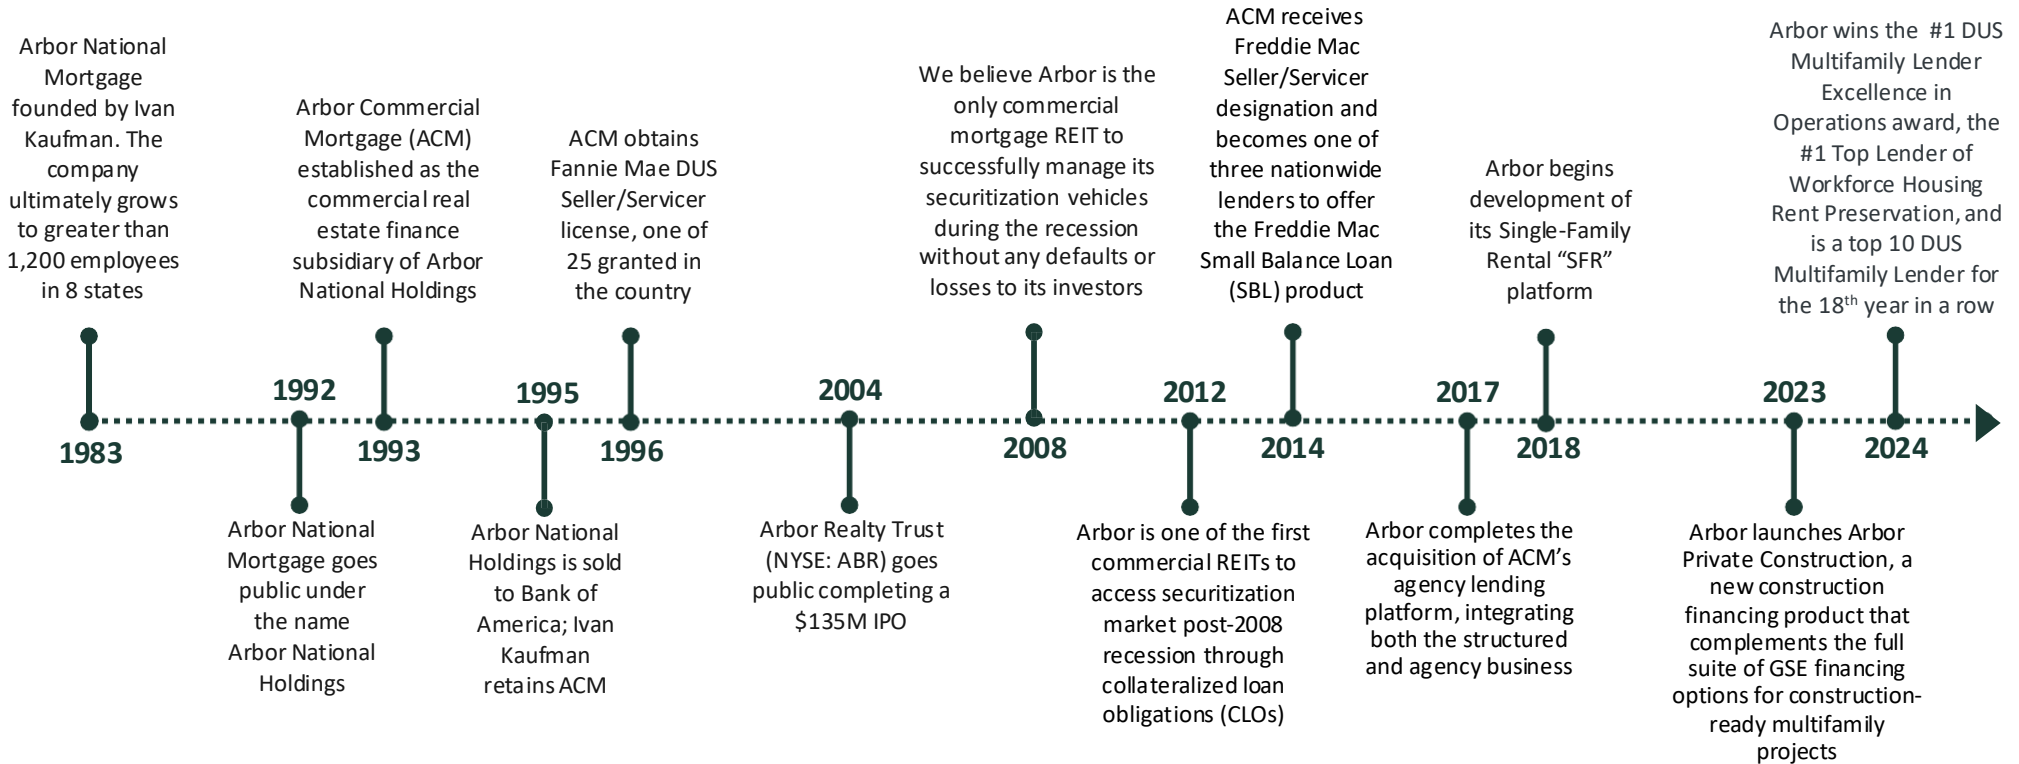 Arbor National
Mortgage
founded by Ivan
Kaufman. The
company
ultimately grows
to greater than
1,200 employees
in 8 states
1983
1992
Arbor National
Mortgage goes
public under
the name
Arbor National
Holdings
Arbor Commercial
Mortgage (ACM)
established as the
commercial real
estate finance
subsidiary of Arbor
National Holdings
1993
1995
Arbor National
Holdings is sold
to Bank of
America; Ivan
Kaufman
retains ACM
ACM obtains
Fannie Mae DUS
Seller/Servicer
license, one of
25 granted in
the country
1996
2004
Arbor Realty Trust
(NYSE: ABR) goes
public completing a
$135M IPO
We believe Arbor is the
only commercial
mortgage REIT to
successfully manage its
securitization vehicles
during the recession
without any defaults or
losses to its investors
2008
2012
Arbor is one of the first
commercial REITs to
access securitization
market post-2008
recession through
collateralized loan
obligations (CLOs)
ACM receives
Freddie Mac
Seller/Servicer
designation and
becomes one of
three nationwide
lenders to offer
the Freddie Mac
Small Balance Loan
(SBL) product
2014
2017
Arbor completes the
acquisition of ACM’s
agency lending
platform, integrating
both the structured
and agency business
Arbor begins
development of
its Single-Family
Rental “SFR”
platform
2018
2023
Arbor launches Arbor
Private Construction, a
new construction
financing product that
complements the full
suite of GSE financing
options for construction-
ready multifamily
projects
Arbor wins the #1 DUS
Multifamily Lender
Excellence in
Operations award, the
#1 Top Lender of
Workforce Housing
Rent Preservation, and
is a top 10 DUS
Multifamily Lender for
the 18th year in a row
2024